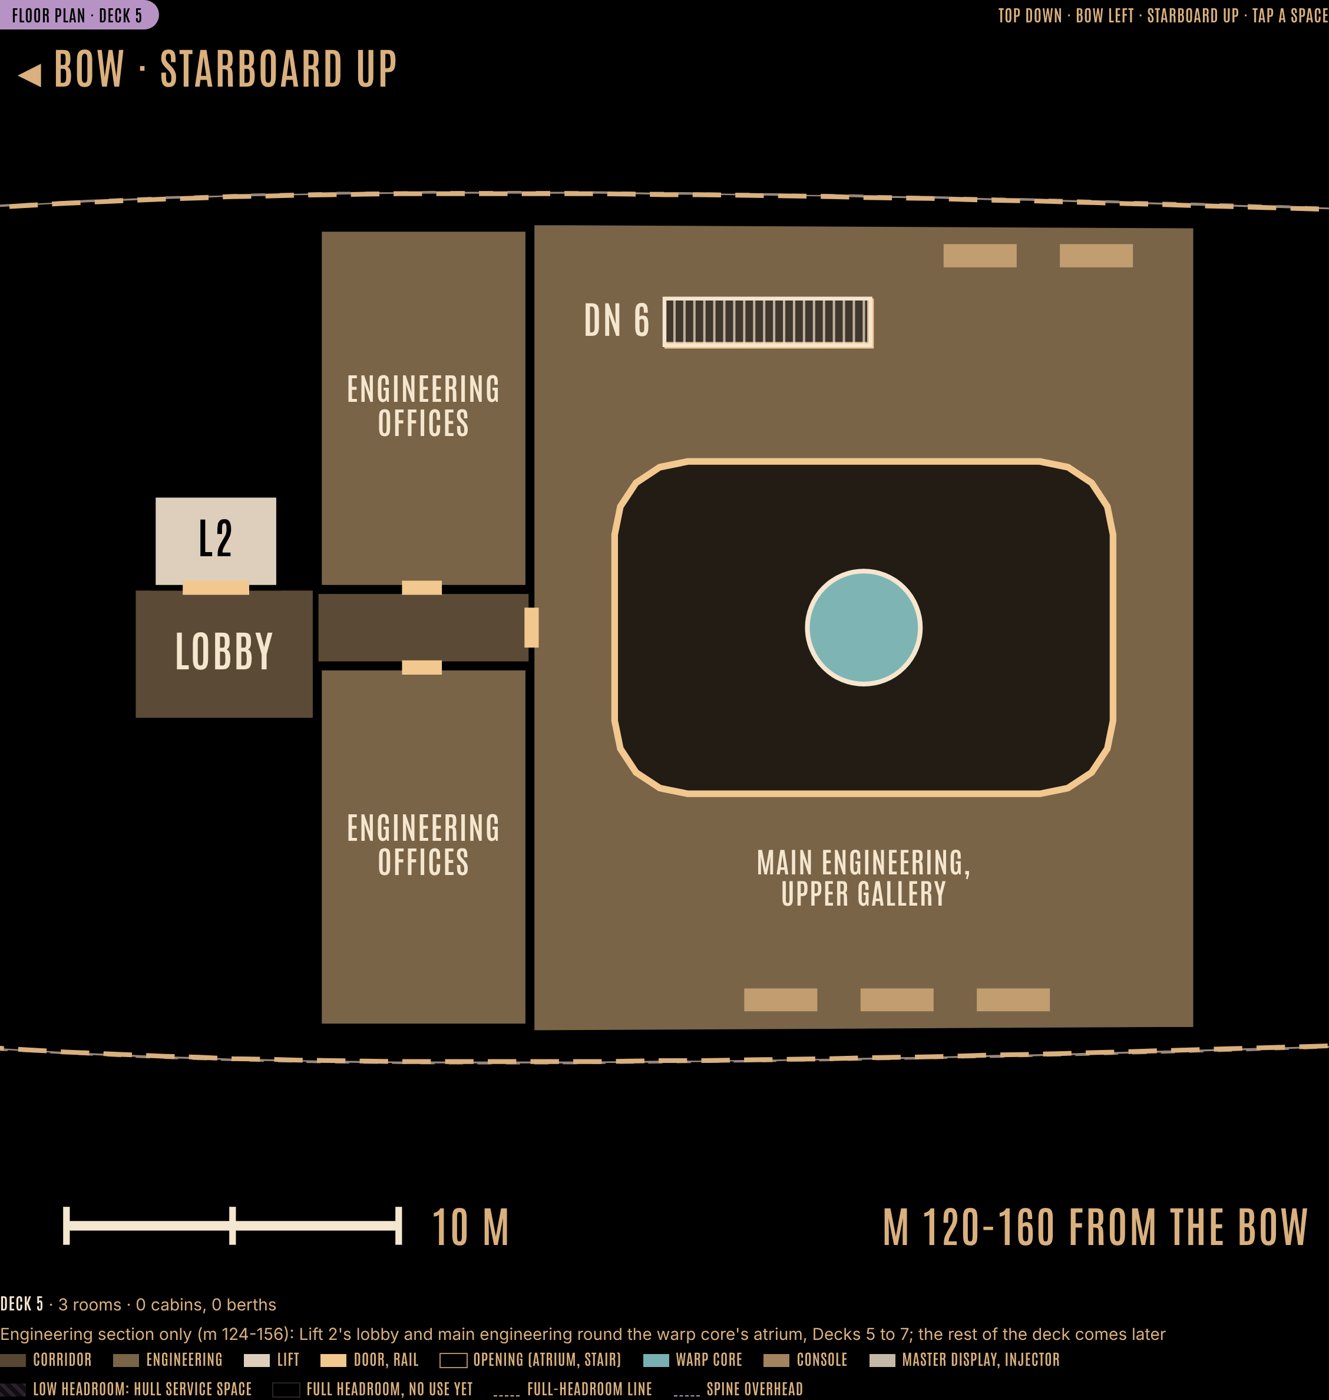 FLOOR PLAN · DECK 5
TOP DOWN · BOW LEFT · STARBOARD UP · TAP A SPACE
◀ BOW · STARBOARD UP
DN 6
ENGINEERING
OFFICES
L2
LOBBY
ENGINEERING
OFFICES
MAIN ENGINEERING,
UPPER GALLERY
10 M
M 120-160 FROM THE BOW
DECK 5 · 3 rooms · 0 cabins, 0 berths
Engineering section only (m 124-156): Lift 2's lobby and main engineering round the warp core's atrium, Decks 5 to 7; the rest of the deck comes later
CORRIDOR ENGINEERING LIFT DOOR, RAIL OPENING (ATRIUM, STAIR) WARP CORE CONSOLE MASTER DISPLAY, INJECTOR
LOW HEADROOM: HULL SERVICE SPACE FULL HEADROOM, NO USE YET FULL-HEADROOM LINE SPINE OVERHEAD